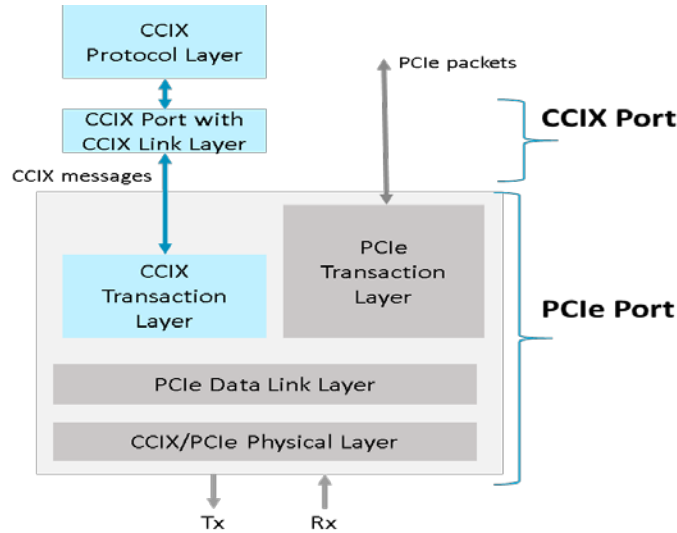 CCIX
Protocol Layer
PCIe packets
CCIX Port with
CCIX Link Layer
CCIX Port
CCIX messages
CCIX
Transaction
Layer
PCIe
Transaction
Layer
PCIe Port
PCIe Data Link Layer
CCIX/PCIe Physical Layer
Tx
Rx